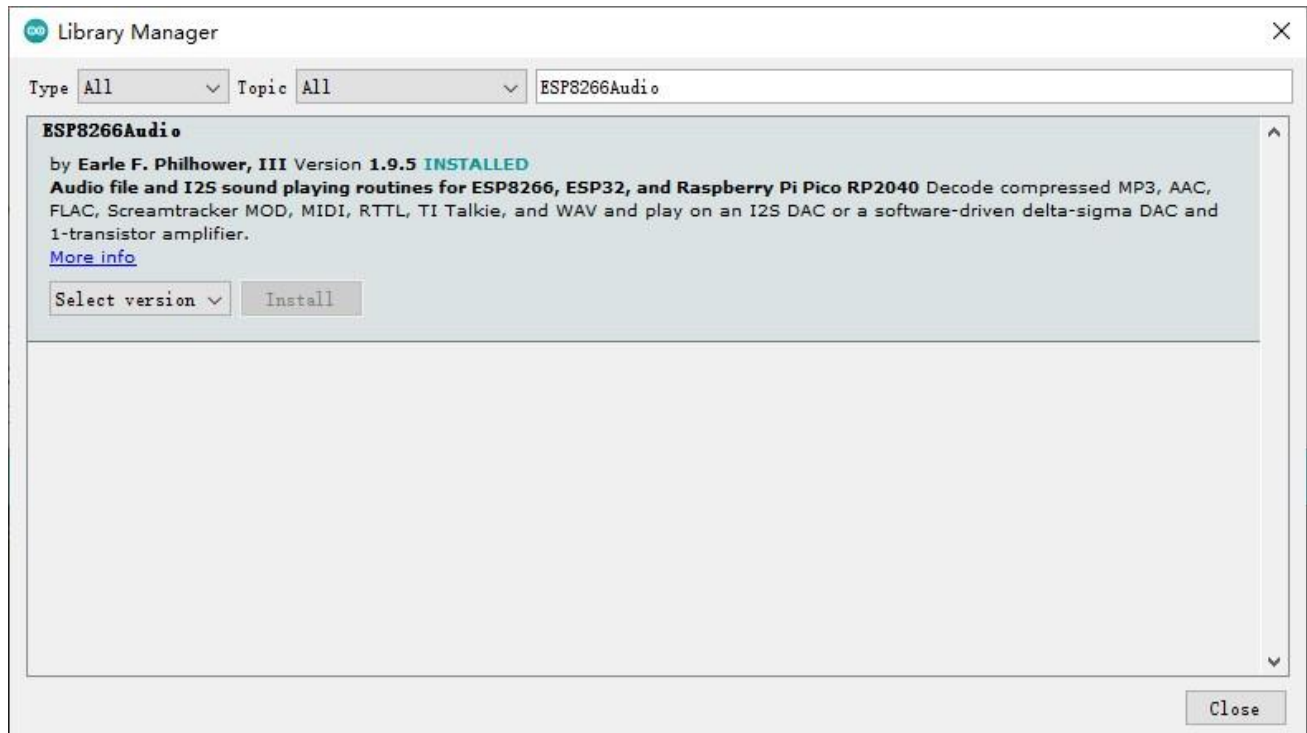 Library Manager
Type All Topic All ESP8266Audio
ESP8266Audio
by Earle F. Philhower, III Version 1.9.5 INSTALLED
Audio file and I2S sound playing routines for ESP8266, ESP32, and Raspberry Pi Pico RP2040 Decode compressed MP3, AAC,
FLAC, Screamtracker MOD, MIDI, RTTL, TI Talkie, and WAV and play on an I2S DAC or a software-driven delta-sigma DAC and
1-transistor amplifier.
More info
Select version Install
Close